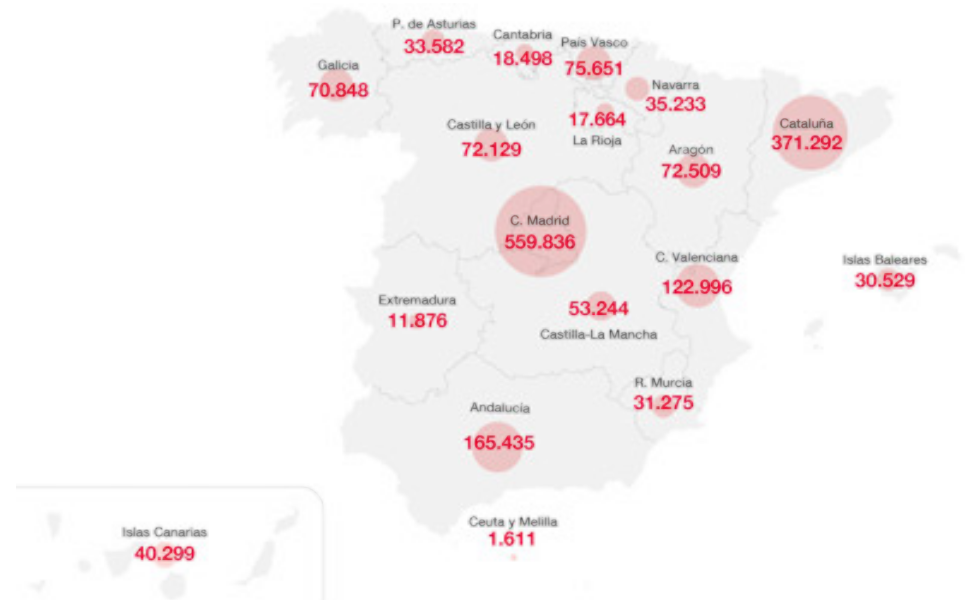 P. de Asturias
33.582
Cantabria
18.498
País Vasco
75.651
Galicia
70.848
Navarra
35.233
17.664
La Rioja
Castilla y León
72.129
Aragón
72.509
Cataluña
371.292
C. Madrid
559.836
C. Valenciana
122.996
Islas Baleares
30.529
Extremadura
11.876
53.244
Castilla-La Mancha
R. Murcia
31.275
Andalucía
165.435
Ceuta y Melilla
1.611
Islas Canarias
40.299